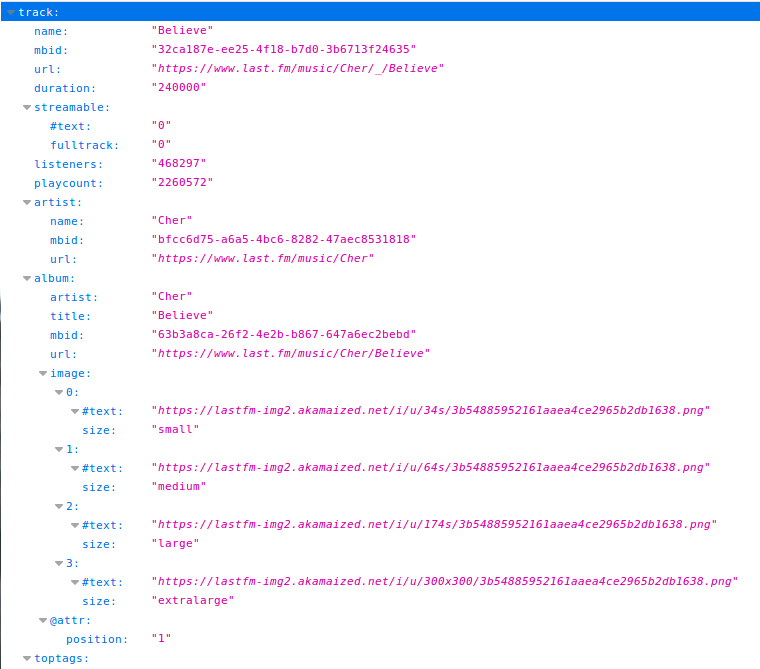 track:
name: "Believe"
mbid: "32ca187e-ee25-4f18-b7d0-3b6713f24635"
url: "https://www.last.fm/music/Cher/_/Believe"
duration: "240000"
streamable:
#text: "0"
fulltrack: "0"
listeners: "468297"
playcount: "2260572"
artist:
name: "Cher"
mbid: "bfcc6d75-a6a5-4bc6-8282-47aec8531818"
url: "https://www.last.fm/music/Cher"
album:
artist: "Cher"
title: "Believe"
mbid: "63b3a8ca-26f2-4e2b-b867-647a6ec2bebd"
url: "https://www.last.fm/music/Cher/Believe"
image:
0:
#text: "https://lastfm-img2.akamaized.net/i/u/34s/3b54885952161aaea4ce2965b2db1638.png"
size: "small"
1:
#text: "https://lastfm-img2.akamaized.net/i/u/64s/3b54885952161aaea4ce2965b2db1638.png"
size: "medium"
2:
#text: "https://lastfm-img2.akamaized.net/i/u/174s/3b54885952161aaea4ce2965b2db1638.png"
size: "large"
3:
#text: "https://lastfm-img2.akamaized.net/i/u/300x300/3b54885952161aaea4ce2965b2db1638.png"
size: "extralarge"
@attr:
position: "1"
toptags: